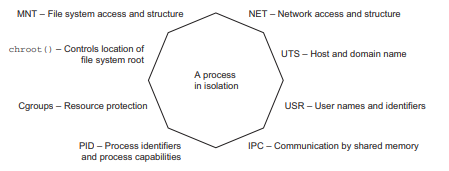 MNT – File system access and structure
NET – Network access and structure
chroot() – Controls location of
file system root
UTS – Host and domain name
A process
in isolation
Cgroups – Resource protection
USR – User names and identifiers
PID – Process identifiers
and process capabilities
IPC – Communication by shared memory